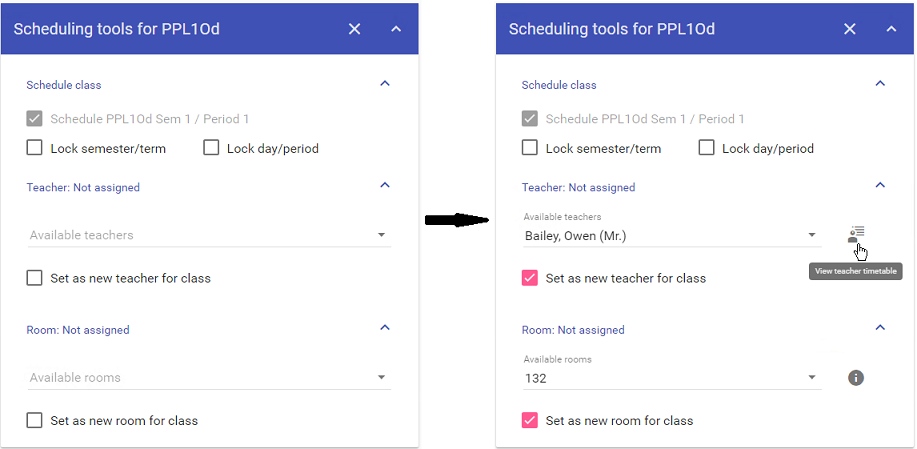 Scheduling tools for PPL1Od
Schedule class
Schedule PPL1Od Sem 1 / Period 1
Lock semester/term
Lock day/period
Teacher: Not assigned
Available teachers
Set as new teacher for class
Room: Not assigned
Available rooms
Set as new room for class
Scheduling tools for PPL1Od
Schedule class
Schedule PPL1Od Sem 1 / Period 1
Lock semester/term
Lock day/period
Teacher: Not assigned
Available teachers
Bailey, Owen (Mr.)
View teacher timetable
Set as new teacher for class
Room: Not assigned
Available rooms
132
Set as new room for class